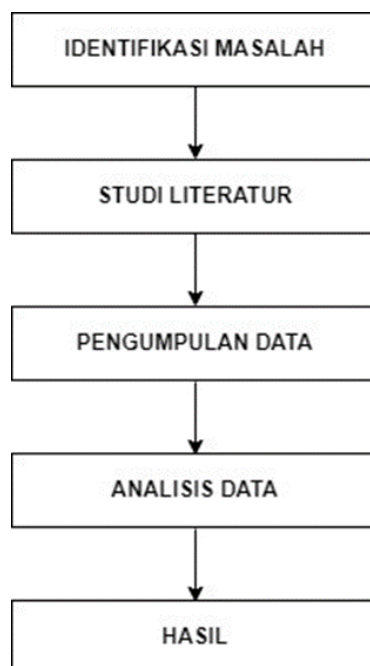 IDENTIFIKASI MASALAH
STUDI LITERATUR
PENGUMPULAN DATA
ANALISIS DATA
HASIL